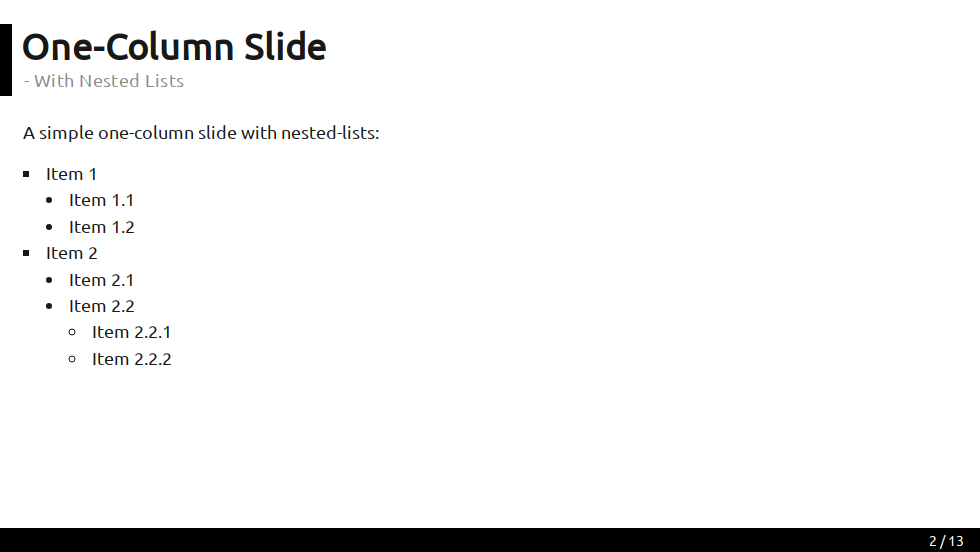 One-Column Slide
- With Nested Lists
A simple one-column slide with nested-lists:
▪ Item 1
• Item 1.1
• Item 1.2
▪ Item 2
• Item 2.1
• Item 2.2
◦ Item 2.2.1
◦ Item 2.2.2
2 / 13